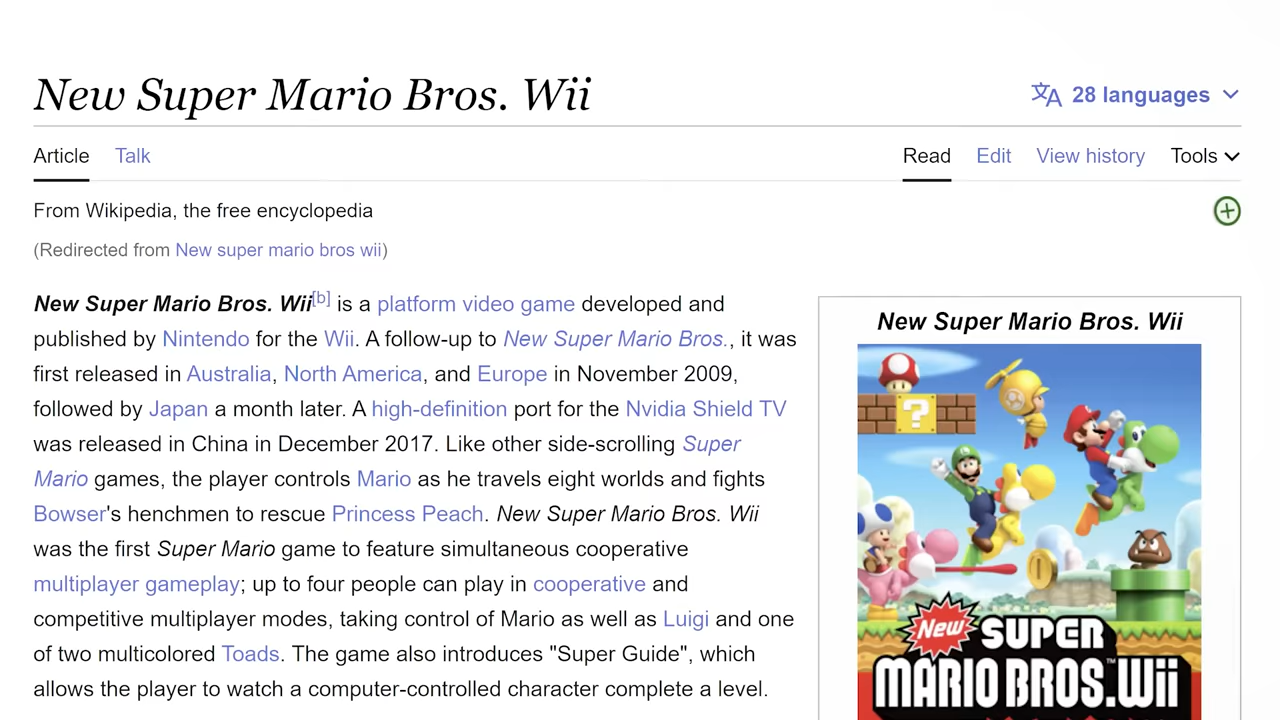 New Super Mario Bros. Wii
28 languages
Article Talk
Read Edit View history Tools
From Wikipedia, the free encyclopedia
(Redirected from New super mario bros wii)
New Super Mario Bros. Wii[b] is a platform video game developed and
published by Nintendo for the Wii. A follow-up to New Super Mario Bros., it was
first released in Australia, North America, and Europe in November 2009,
followed by Japan a month later. A high-definition port for the Nvidia Shield TV
was released in China in December 2017. Like other side-scrolling Super
Mario games, the player controls Mario as he travels eight worlds and fights
Bowser's henchmen to rescue Princess Peach. New Super Mario Bros. Wii
was the first Super Mario game to feature simultaneous cooperative
multiplayer gameplay; up to four people can play in cooperative and
competitive multiplayer modes, taking control of Mario as well as Luigi and one
of two multicolored Toads. The game also introduces "Super Guide", which
allows the player to watch a computer-controlled character complete a level.
New Super Mario Bros. Wii
?
New SUPER
MARIO BROS.™Wii